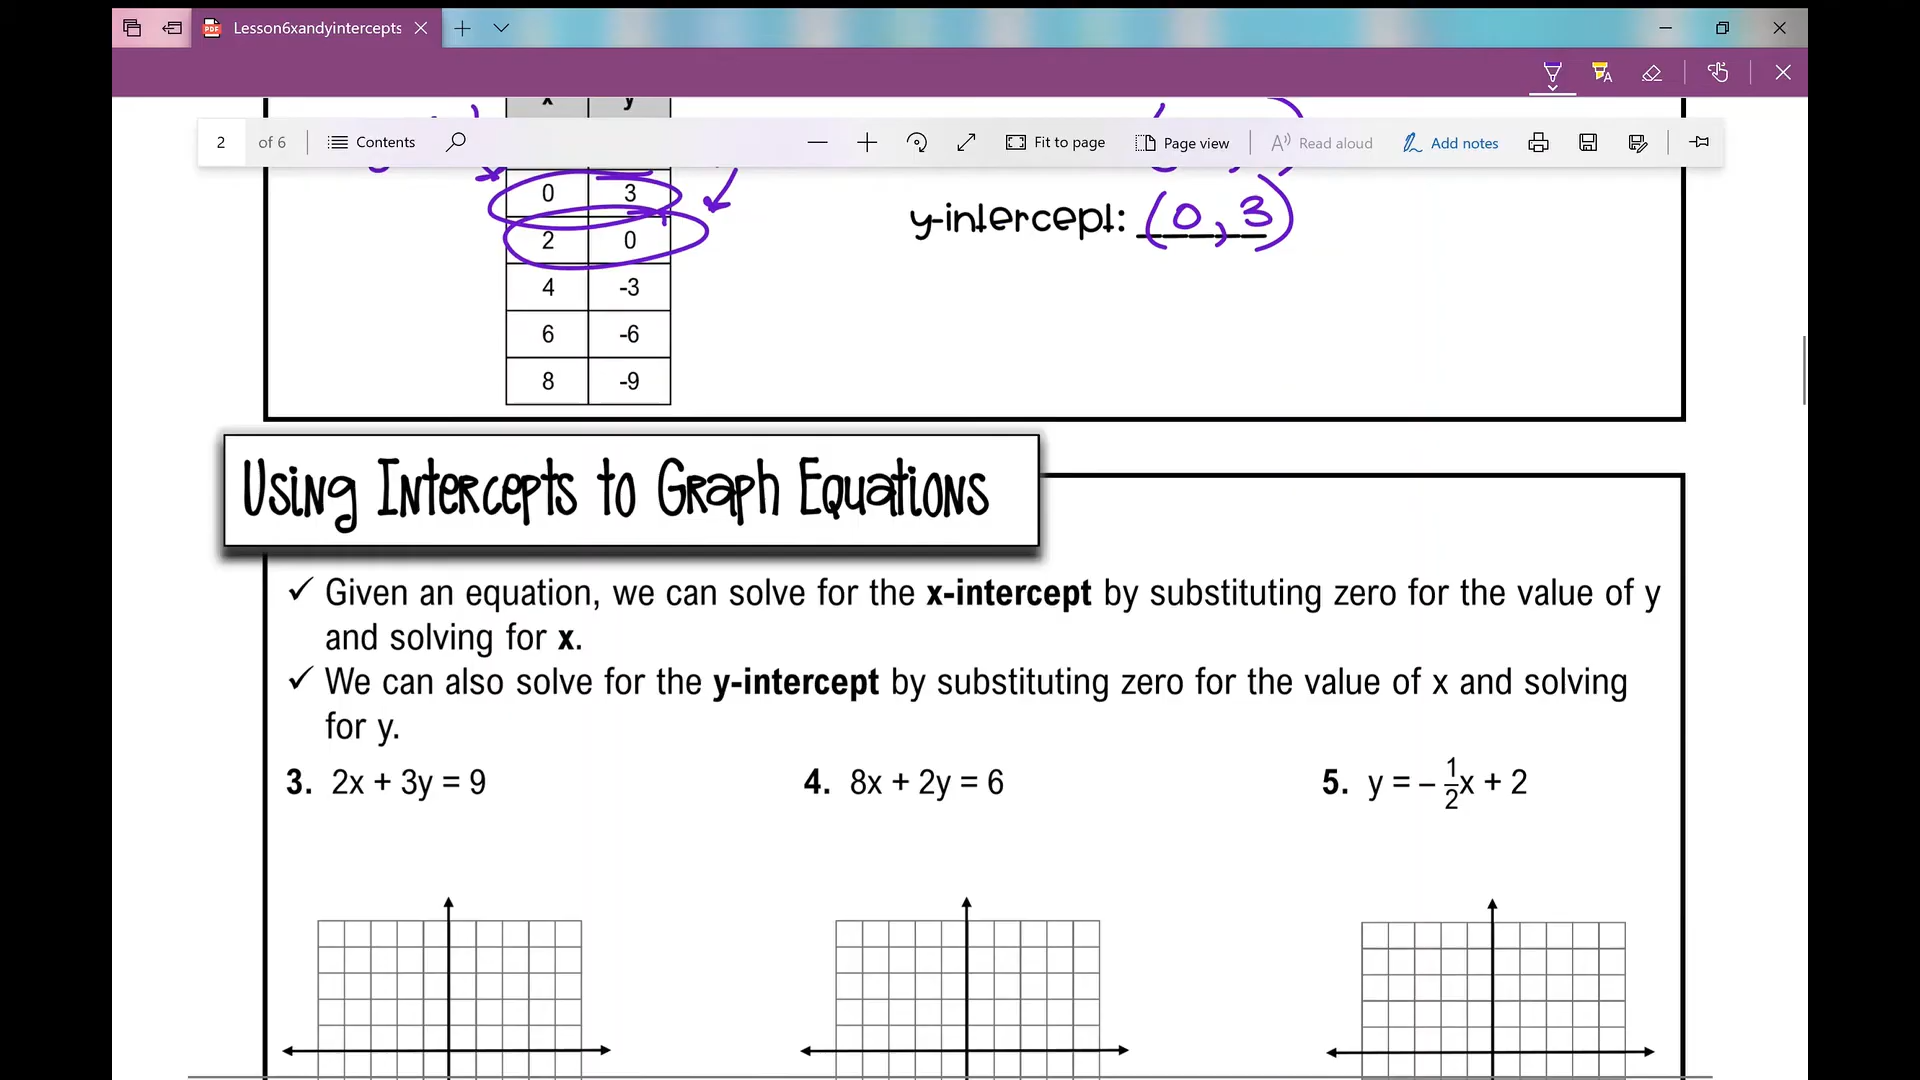 Lesson6xandyintercepts
2 of 6 Contents Fit to page Page view Read aloud Add notes
x y
0 3
2 0
4 -3
6 -6
8 -9
y-intercept: (0, 3)
Using Intercepts to Graph Equations
✓ Given an equation, we can solve for the x-intercept by substituting zero for the value of y
and solving for x.
✓ We can also solve for the y-intercept by substituting zero for the value of x and solving
for y.
3. 2x + 3y = 9
4. 8x + 2y = 6
5. y = – 1/2x + 2